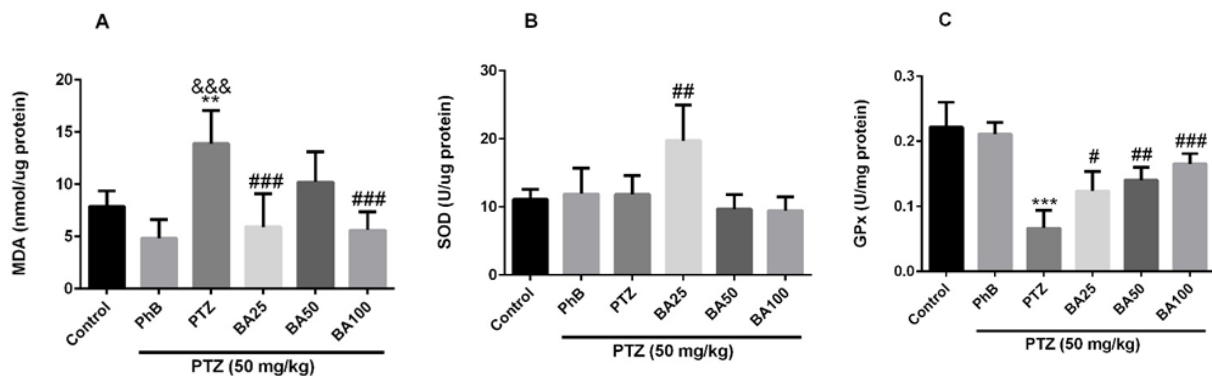 A
MDA (nmol/ug protein)
20
15
10
5
0
&&&
**
###
###
Control
PhB
PTZ
BA25
BA50
BA100
PTZ (50 mg/kg)
B
SOD (U/ug protein)
30
20
10
0
##
Control
PhB
PTZ
BA25
BA50
BA100
PTZ (50 mg/kg)
C
GPx (U/mg protein)
0.3
0.2
0.1
0.0
***
#
##
###
Control
PhB
PTZ
BA25
BA50
BA100
PTZ (50 mg/kg)